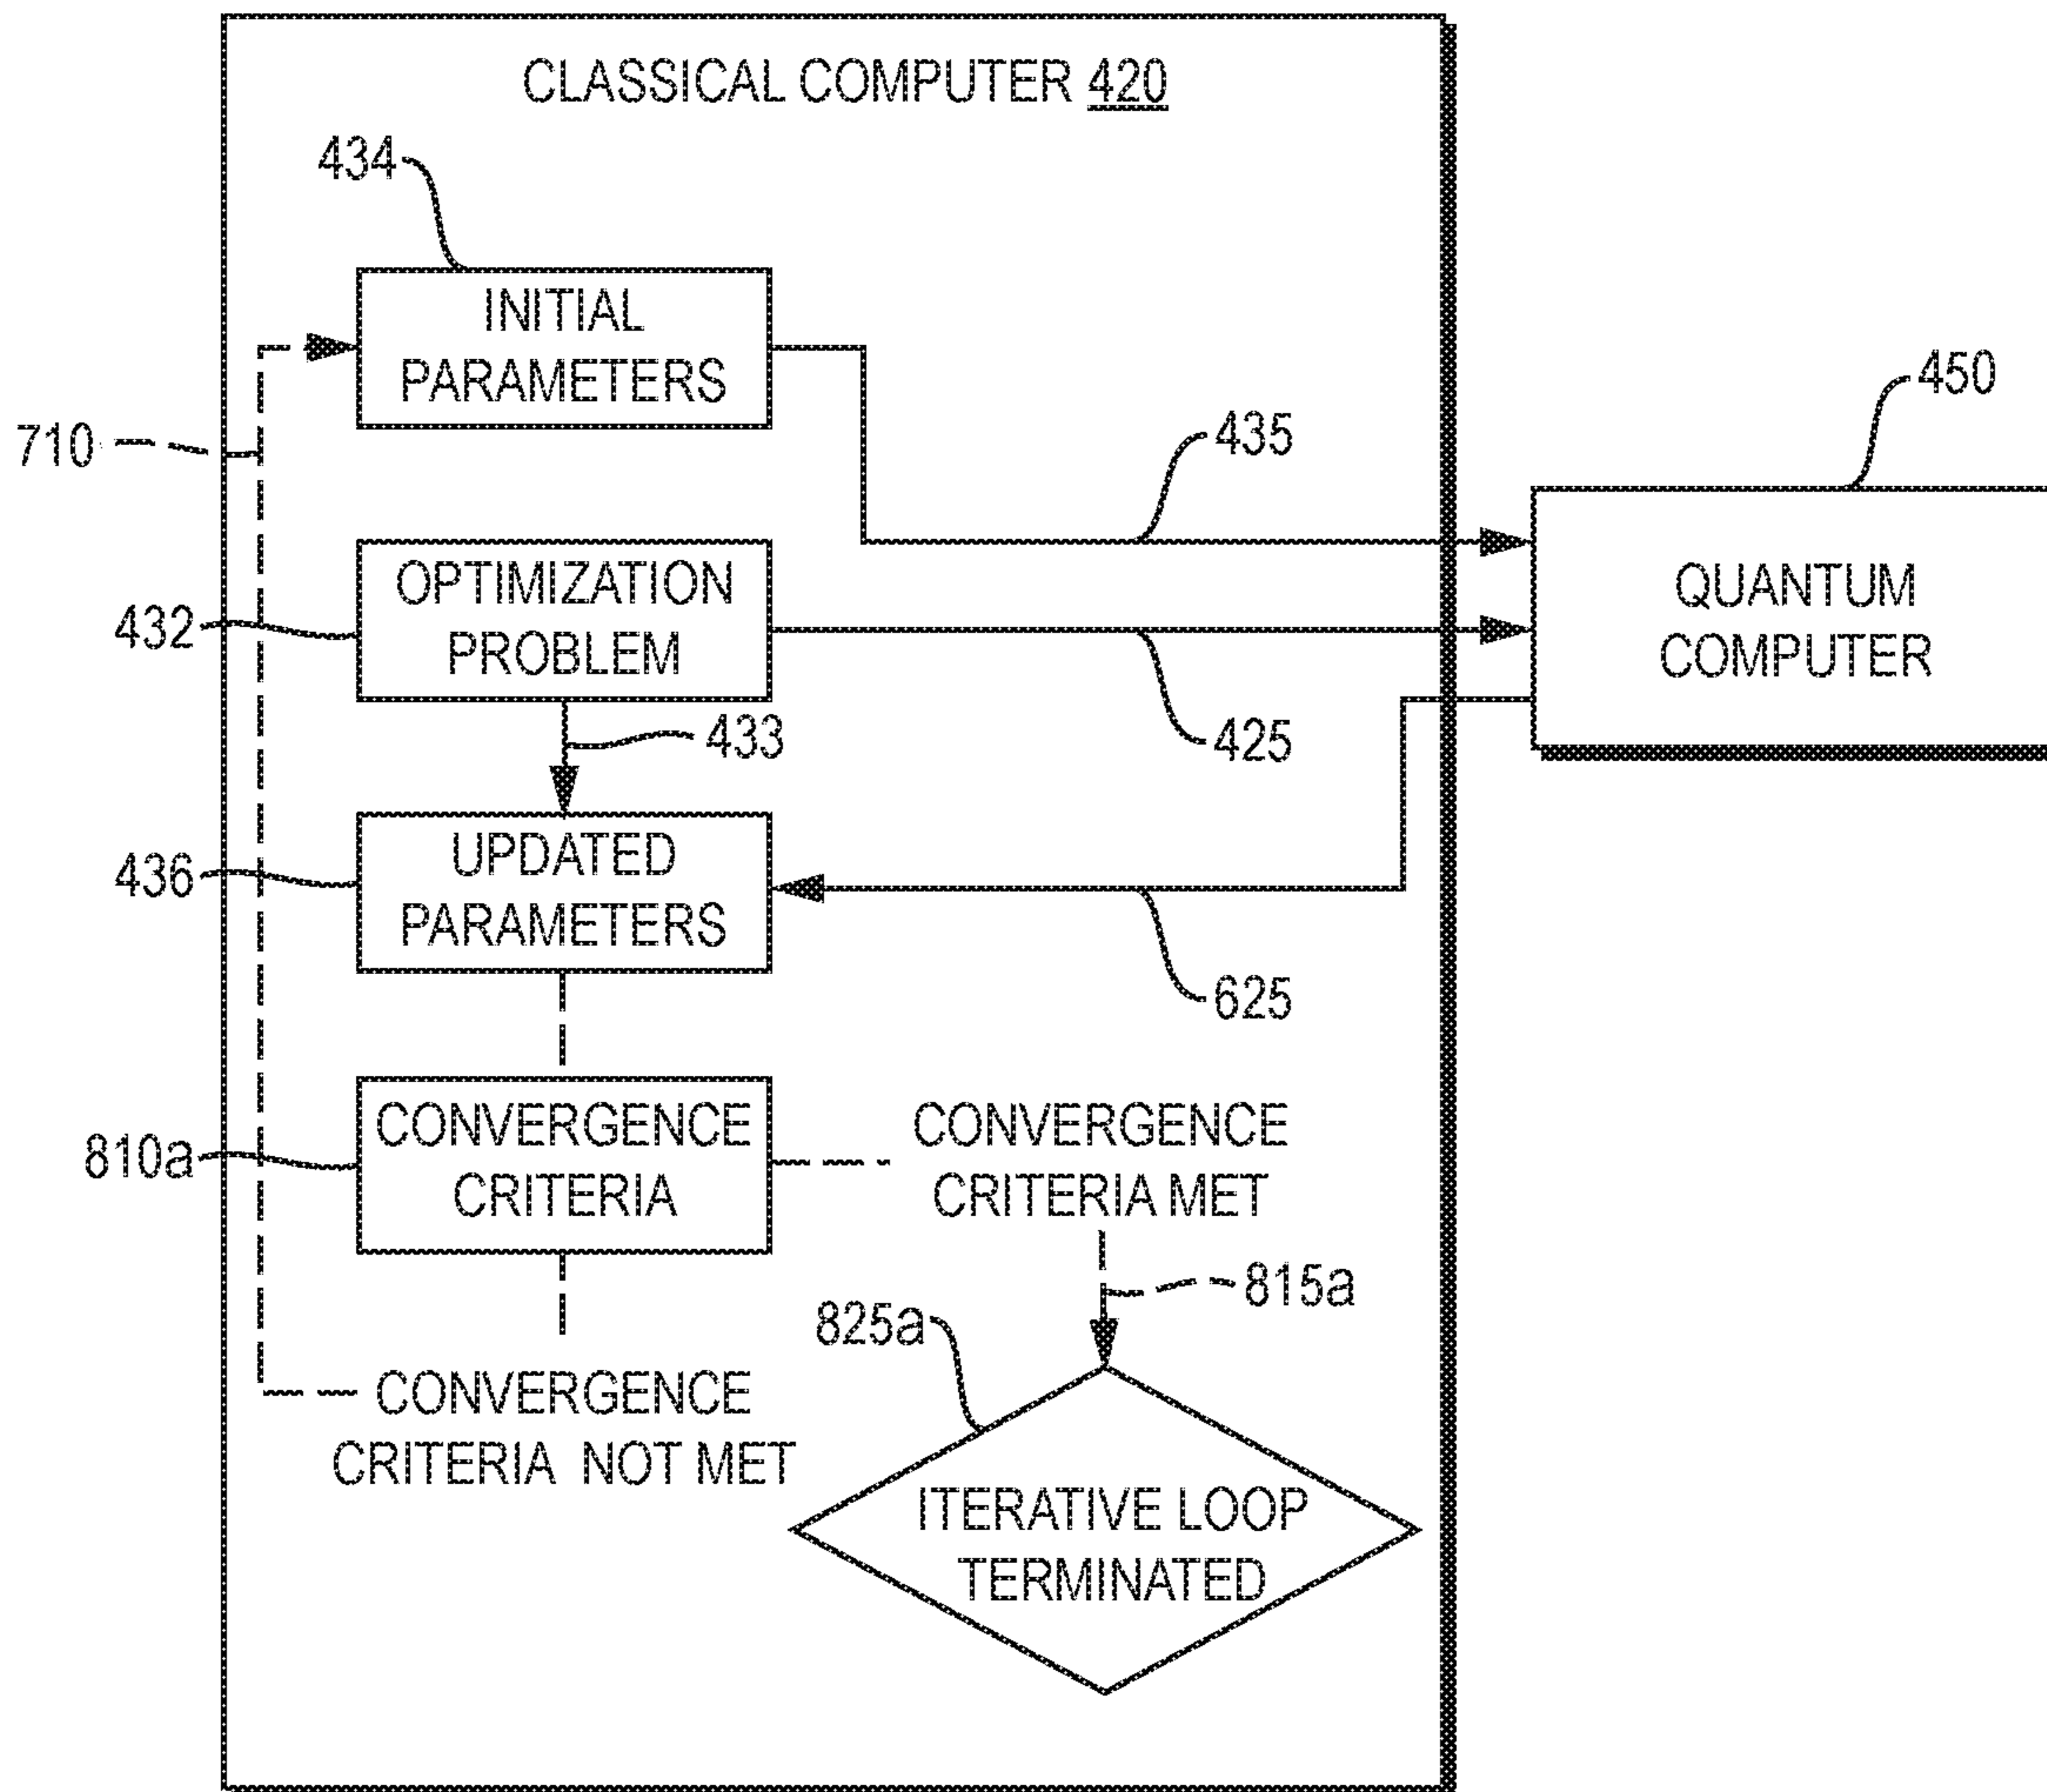 CLASSICAL COMPUTER 420
434
INITIAL
PARAMETERS
710
435
450
OPTIMIZATION
PROBLEM
432
QUANTUM
COMPUTER
433
425
UPDATED
PARAMETERS
436
625
CONVERGENCE
CRITERIA
810a
CONVERGENCE
CRITERIA MET
815a
825a
CONVERGENCE
CRITERIA NOT MET
ITERATIVE LOOP
TERMINATED